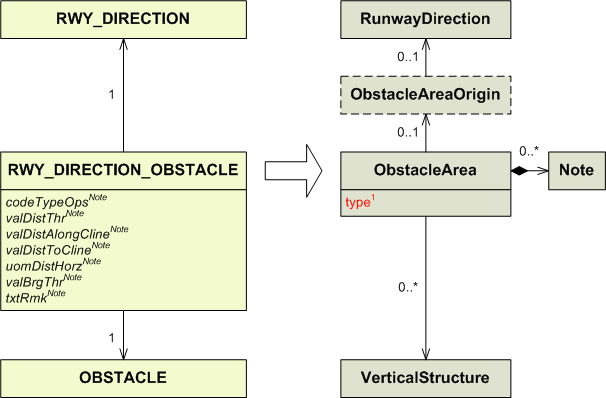 RWY_DIRECTION
1
RWY_DIRECTION_OBSTACLE
codeTypeOpsNote
valDistThrNote
valDistAlongClineNote
valDistToClineNote
uomDistHorzNote
valBrgThrNote
txtRmkNote
1
OBSTACLE
RunwayDirection
0..1
ObstacleAreaOrigin
0..1
ObstacleArea
type1
0..*
Note
0..*
VerticalStructure